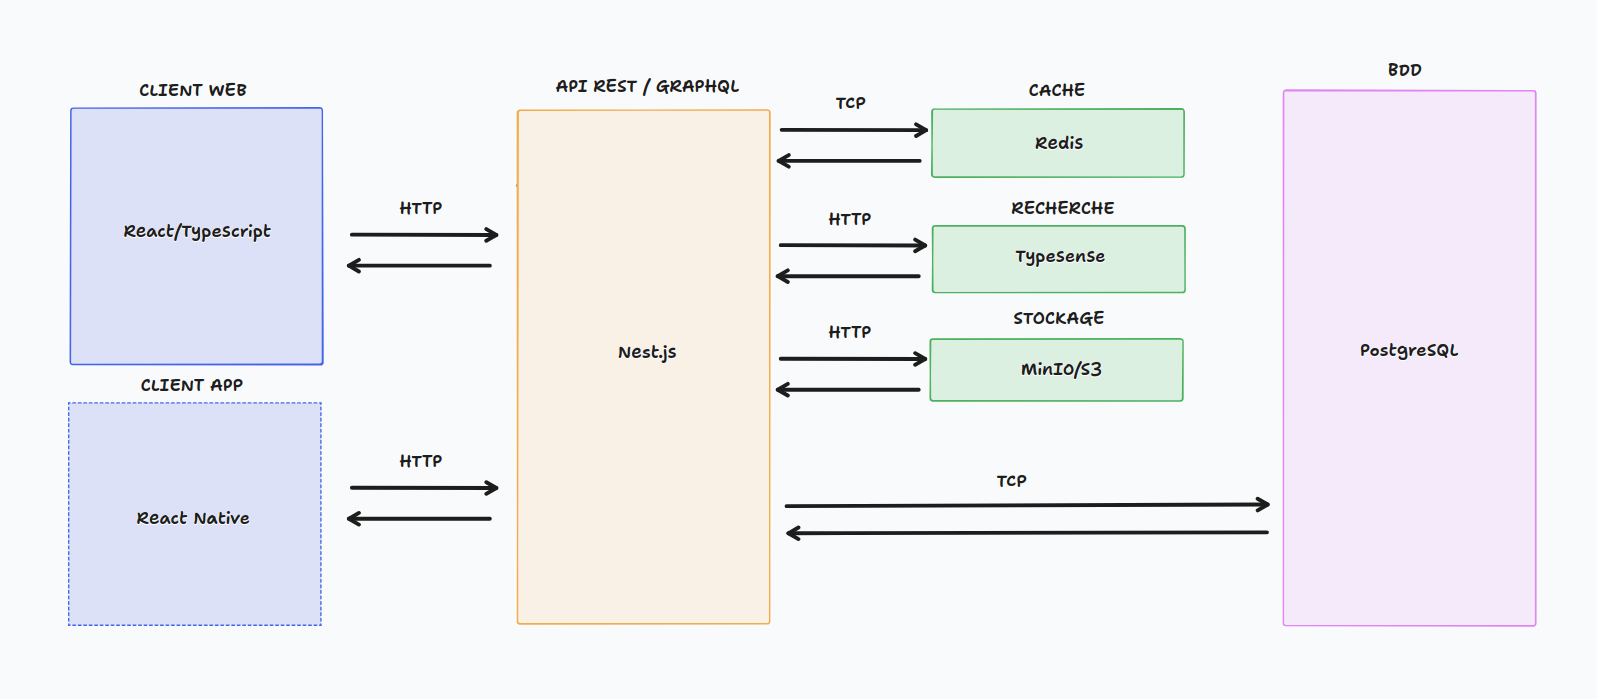 CLIENT WEB
React/TypeScript
CLIENT APP
React Native
HTTP
HTTP
API REST / GRAPHQL
Nest.js
TCP
HTTP
HTTP
TCP
CACHE
Redis
RECHERCHE
Typesense
STOCKAGE
MinIO/S3
BDD
PostgreSQL